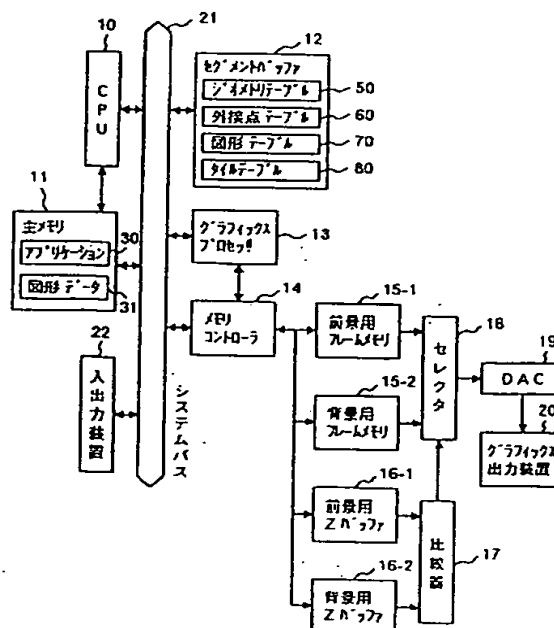 21
10
CPU
12
セグメントバッファ
ジオメトリテーブル
50
外接点テーブル
60
図形テーブル
70
タイルテーブル
80
11
主メモリ
アプリケーション
30
図形データ
31
グラフィックス
プロセッサ
13
14
メモリ
コントローラ
22
入出力装置
システムバス
15-1
前景用
フレームメモリ
15-2
背景用
フレームメモリ
16-1
前景用
Zバッファ
16-2
背景用
Zバッファ
18
セレクタ
17
比較器
19
DAC
20
グラフィックス
出力装置